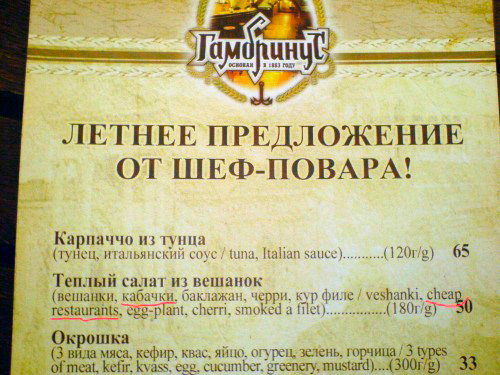 Гамбринус
ОСНОВАН В 1883 ГОДУ
ЛЕТНЕЕ ПРЕДЛОЖЕНИЕ
ОТ ШЕФ-ПОВАРА!
Карпаччо из тунца
(тунец, итальянский соус / tuna, Italian sauce)...........(120г/g) 65
Теплый салат из вешанок
(вешанки, кабачки, баклажан, черри, кур филе / veshanki, cheap
restaurants, egg-plant, cherri, smoked a filet)............(180г/g) 50
Окрошка
(3 вида мяса, кефир, квас, яйцо, огурец, зелень, горчица / 3 types
of meat, kefir, kvass, egg, cucumber, greenery, mustard)....(300г/g) 33